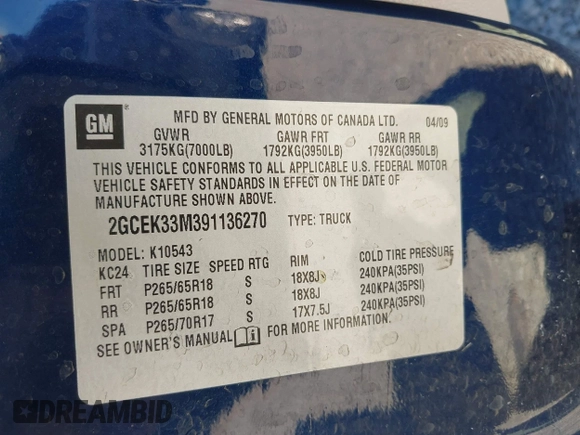 GM
MFD BY GENERAL MOTORS OF CANADA LTD. 04/09
GVWR GAWR FRT GAWR RR
3175KG(7000LB) 1792KG(3950LB) 1792KG(3950LB)
THIS VEHICLE CONFORMS TO ALL APPLICABLE U.S. FEDERAL MOTOR
VEHICLE SAFETY STANDARDS IN EFFECT ON THE DATE OF
MANUFACTURE SHOWN ABOVE.
2GCEK33M391136270 TYPE: TRUCK
MODEL: K10543
KC24 TIRE SIZE SPEED RTG RIM COLD TIRE PRESSURE
FRT P265/65R18 S 18X8J 240KPA(35PSI)
RR P265/65R18 S 18X8J 240KPA(35PSI)
SPA P265/70R17 S 17X7.5J 240KPA(35PSI)
SEE OWNER'S MANUAL FOR MORE INFORMATION.
DREAMBID